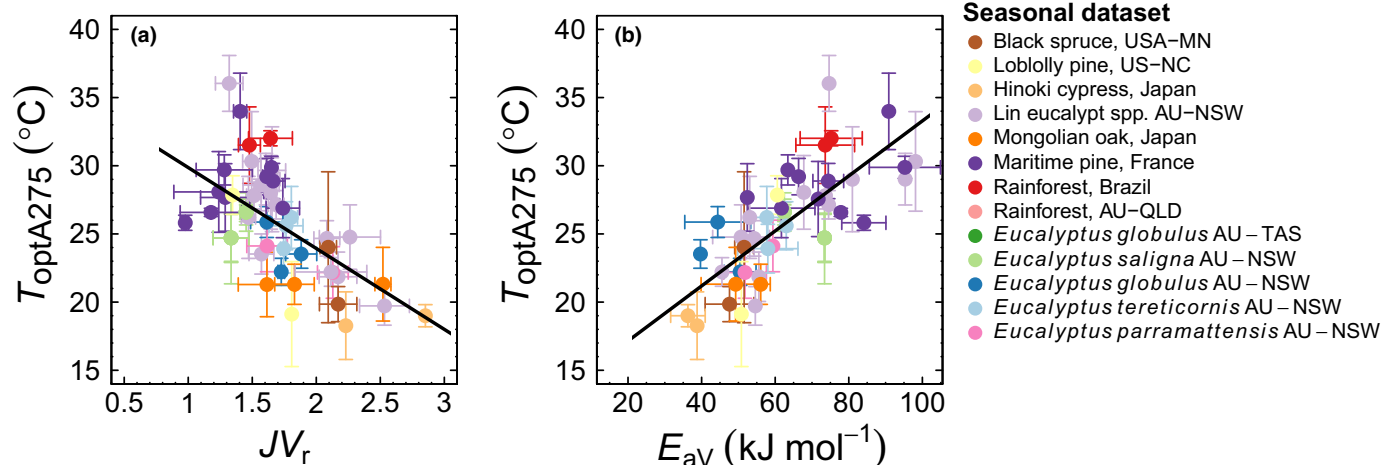 (a)
T_optA275 (°C)
40
35
30
25
20
15
0.5 1 1.5 2 2.5 3
JV_r
(b)
T_optA275 (°C)
40
35
30
25
20
15
20 40 60 80 100
E_aV (kJ mol⁻¹)
Seasonal dataset
Black spruce, USA−MN
Loblolly pine, US−NC
Hinoki cypress, Japan
Lin eucalypt spp. AU−NSW
Mongolian oak, Japan
Maritime pine, France
Rainforest, Brazil
Rainforest, AU−QLD
Eucalyptus globulus AU−TAS
Eucalyptus saligna AU−NSW
Eucalyptus globulus AU−NSW
Eucalyptus tereticornis AU−NSW
Eucalyptus parramattensis AU−NSW